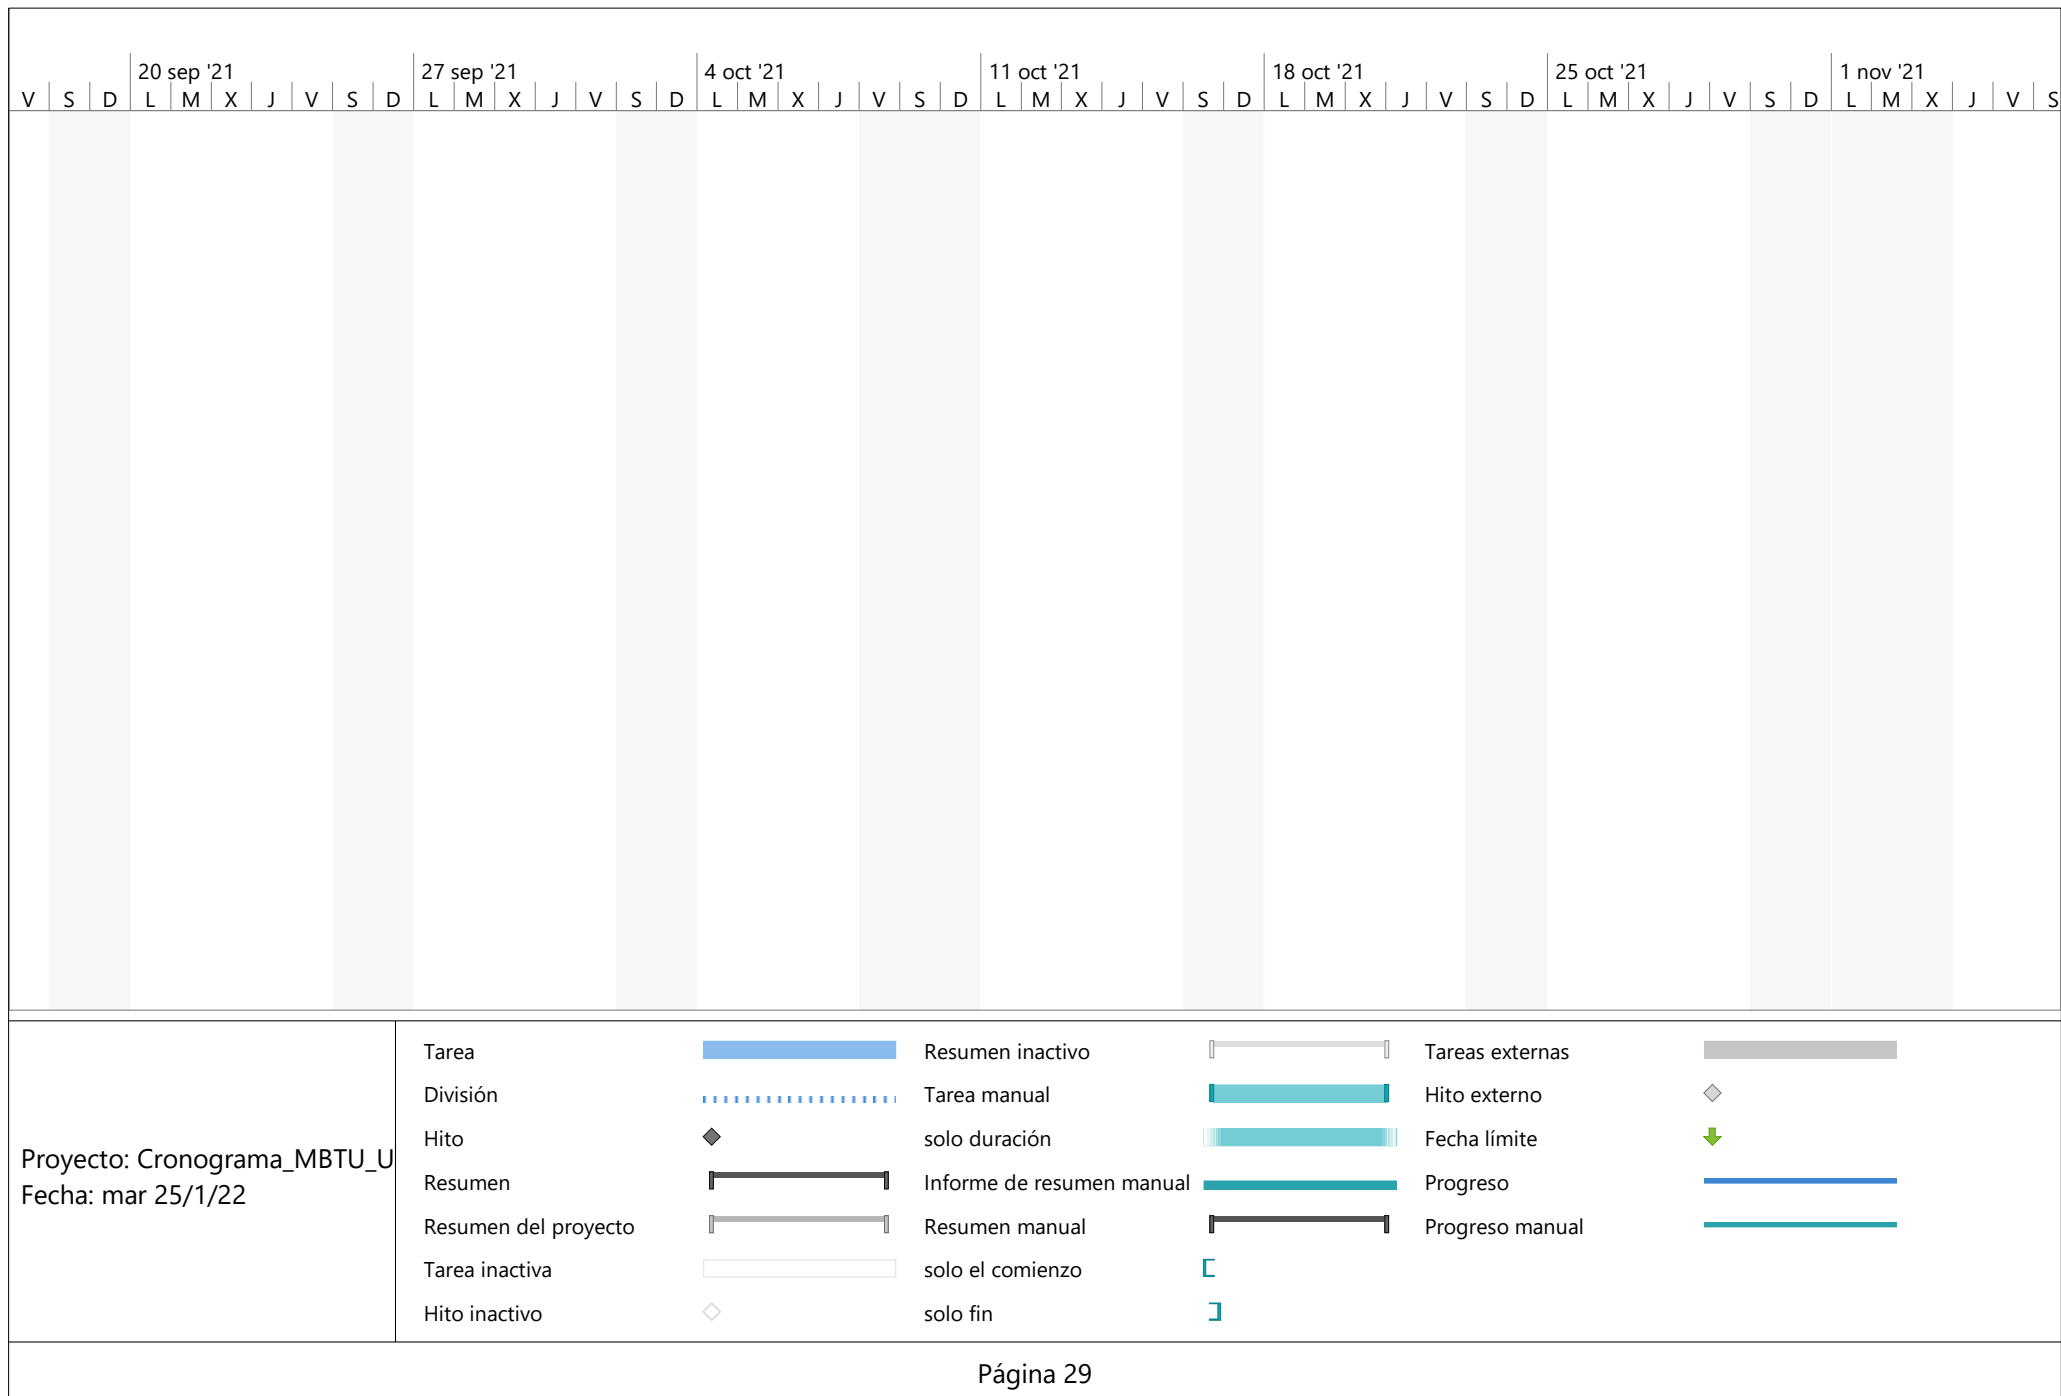 20 sep '21 27 sep '21 4 oct '21 11 oct '21 18 oct '21 25 oct '21 1 nov '21
V S D L M X J V S D L M X J V S D L M X J V S D L M X J V S D L M X J V S D L M X J V S D L M X J V S
Proyecto: Cronograma_MBTU_U
Fecha: mar 25/1/22
Tarea
División
Hito
Resumen
Resumen del proyecto
Tarea inactiva
Hito inactivo
Resumen inactivo
Tarea manual
solo duración
Informe de resumen manual
Resumen manual
solo el comienzo
solo fin
Tareas externas
Hito externo
Fecha límite
Progreso
Progreso manual
Página 29